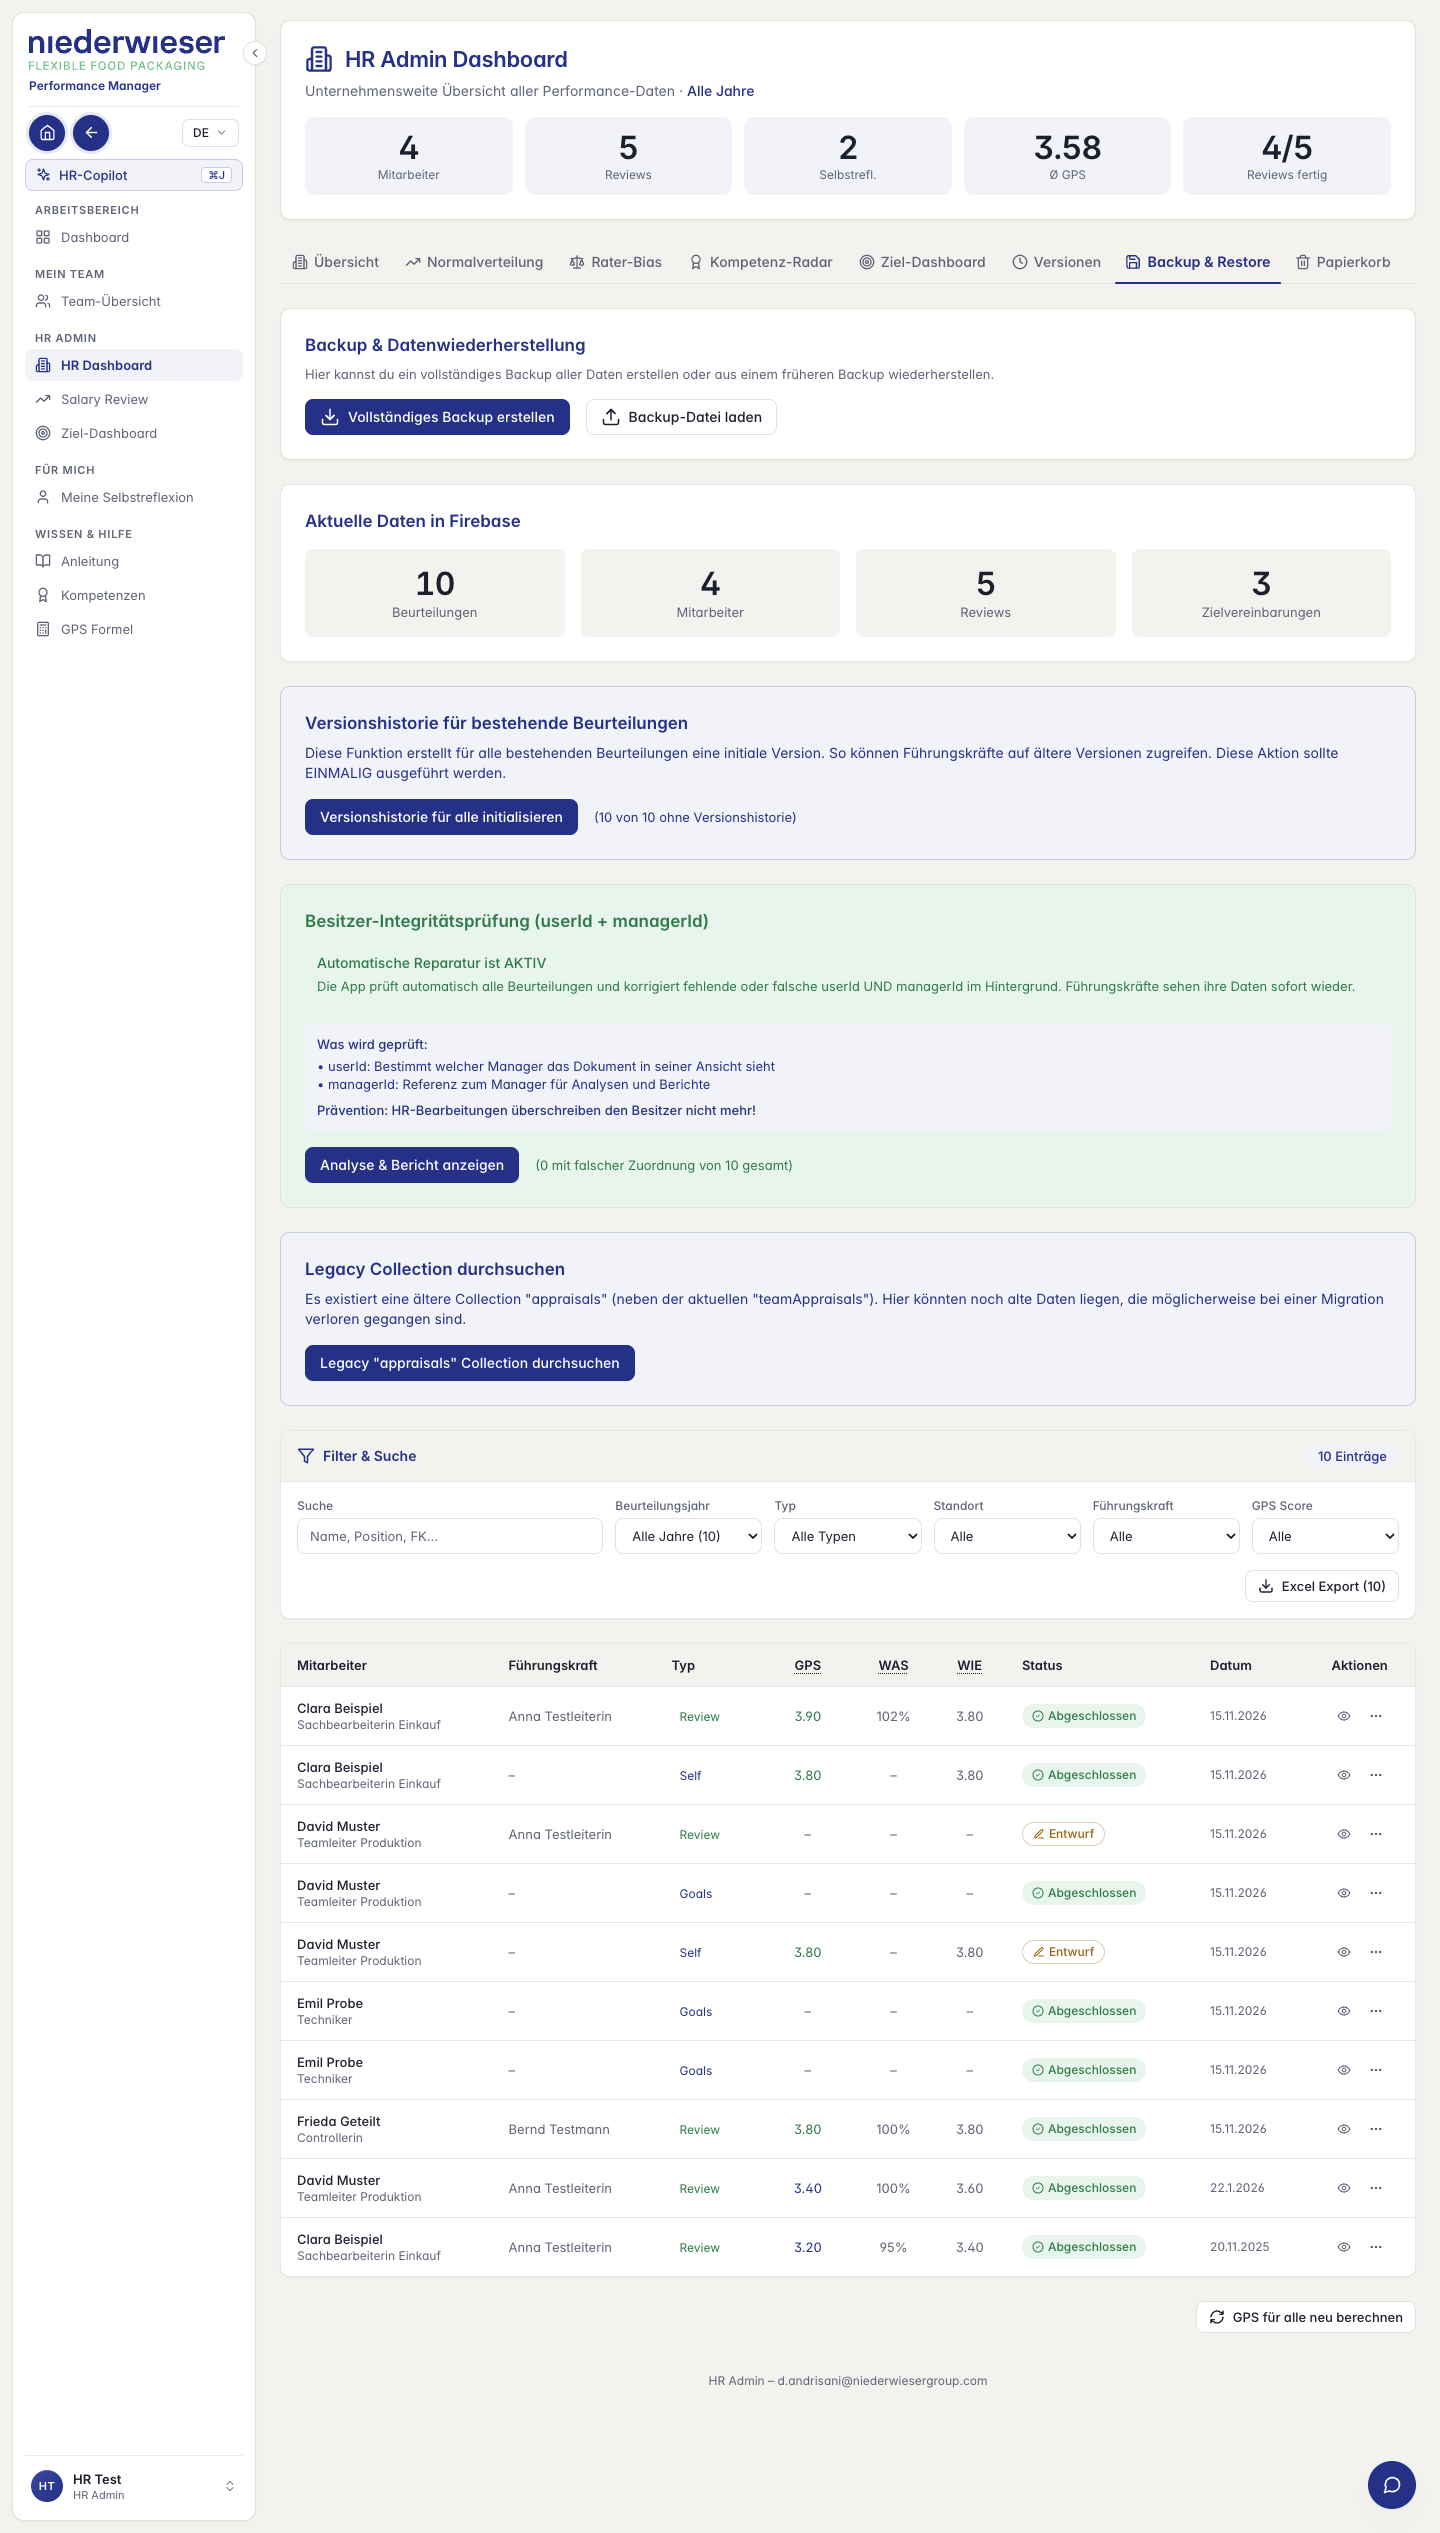 niederwieser
FLEXIBLE FOOD PACKAGING
Performance Manager
DE
HR-Copilot
⌘J
ARBEITSBEREICH
Dashboard
MEIN TEAM
Team-Übersicht
HR ADMIN
HR Dashboard
Salary Review
Ziel-Dashboard
FÜR MICH
Meine Selbstreflexion
WISSEN & HILFE
Anleitung
Kompetenzen
GPS Formel
HT
HR Test
HR Admin
HR Admin Dashboard
Unternehmensweite Übersicht aller Performance-Daten · Alle Jahre
4
Mitarbeiter
5
Reviews
2
Selbstrefl.
3.58
Ø GPS
4/5
Reviews fertig
Übersicht
Normalverteilung
Rater-Bias
Kompetenz-Radar
Ziel-Dashboard
Versionen
Backup & Restore
Papierkorb
Backup & Datenwiederherstellung
Hier kannst du ein vollständiges Backup aller Daten erstellen oder aus einem früheren Backup wiederherstellen.
Vollständiges Backup erstellen
Backup-Datei laden
Aktuelle Daten in Firebase
10
Beurteilungen
4
Mitarbeiter
5
Reviews
3
Zielvereinbarungen
Versionshistorie für bestehende Beurteilungen
Diese Funktion erstellt für alle bestehenden Beurteilungen eine initiale Version. So können Führungskräfte auf ältere Versionen zugreifen. Diese Aktion sollte
EINMALIG ausgeführt werden.
Versionshistorie für alle initialisieren
(10 von 10 ohne Versionshistorie)
Besitzer-Integritätsprüfung (userId + managerId)
Automatische Reparatur ist AKTIV
Die App prüft automatisch alle Beurteilungen und korrigiert fehlende oder falsche userId UND managerId im Hintergrund. Führungskräfte sehen ihre Daten sofort wieder.
Was wird geprüft:
• userId: Bestimmt welcher Manager das Dokument in seiner Ansicht sieht
• managerId: Referenz zum Manager für Analysen und Berichte
Prävention: HR-Bearbeitungen überschreiben den Besitzer nicht mehr!
Analyse & Bericht anzeigen
(0 mit falscher Zuordnung von 10 gesamt)
Legacy Collection durchsuchen
Es existiert eine ältere Collection "appraisals" (neben der aktuellen "teamAppraisals"). Hier könnten noch alte Daten liegen, die möglicherweise bei einer Migration
verloren gegangen sind.
Legacy "appraisals" Collection durchsuchen
Filter & Suche
10 Einträge
Suche
Beurteilungsjahr
Typ
Standort
Führungskraft
GPS Score
Name, Position, FK...
Alle Jahre (10)
Alle Typen
Alle
Alle
Alle
Excel Export (10)
Mitarbeiter Führungskraft Typ GPS WAS WIE Status Datum Aktionen
Clara Beispiel
Sachbearbeiterin Einkauf
Anna Testleiterin Review 3.90 102% 3.80 Abgeschlossen 15.11.2026
Clara Beispiel
Sachbearbeiterin Einkauf
– Self 3.80 – 3.80 Abgeschlossen 15.11.2026
David Muster
Teamleiter Produktion
Anna Testleiterin Review – – – Entwurf 15.11.2026
David Muster
Teamleiter Produktion
– Goals – – – Abgeschlossen 15.11.2026
David Muster
Teamleiter Produktion
– Self 3.80 – 3.80 Entwurf 15.11.2026
Emil Probe
Techniker
– Goals – – – Abgeschlossen 15.11.2026
Emil Probe
Techniker
– Goals – – – Abgeschlossen 15.11.2026
Frieda Geteilt
Controllerin
Bernd Testmann Review 3.80 100% 3.80 Abgeschlossen 15.11.2026
David Muster
Teamleiter Produktion
Anna Testleiterin Review 3.40 100% 3.60 Abgeschlossen 22.1.2026
Clara Beispiel
Sachbearbeiterin Einkauf
Anna Testleiterin Review 3.20 95% 3.40 Abgeschlossen 20.11.2025
GPS für alle neu berechnen
HR Admin – d.andrisani@niederwiesergroup.com